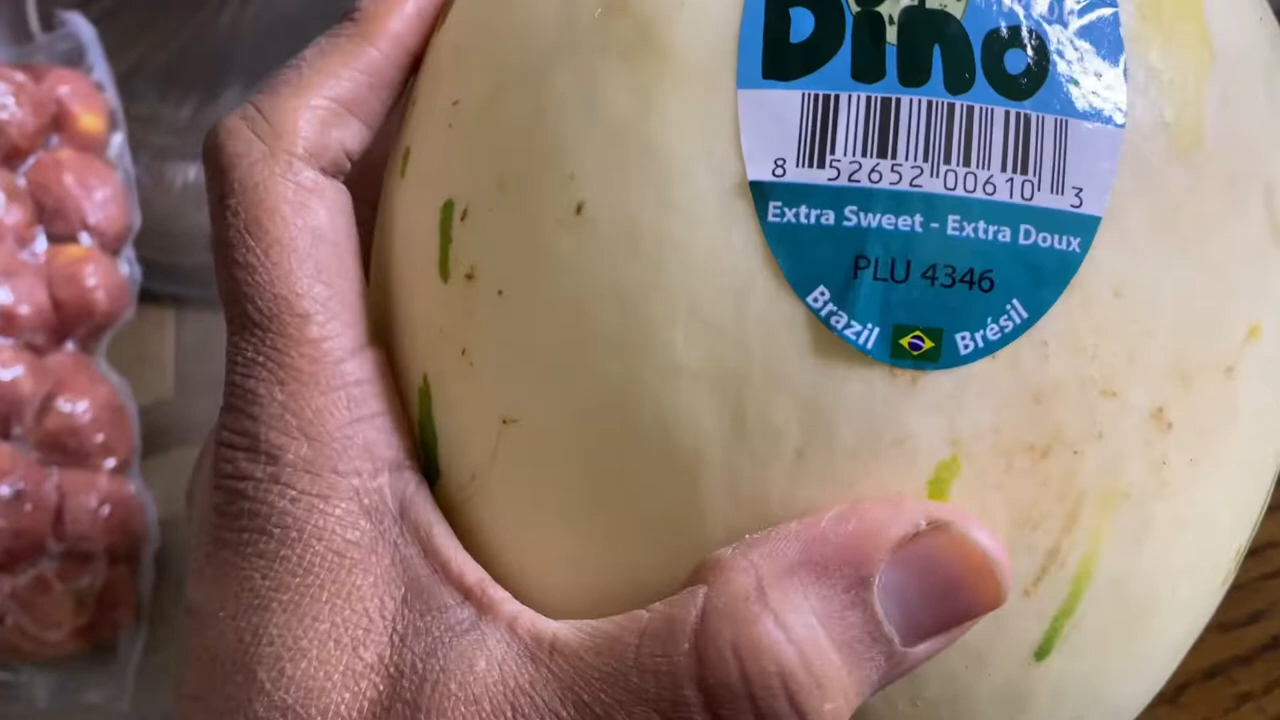 Dino
8 52652 00610 3
Extra Sweet - Extra Doux
PLU 4346
Brazil Brésil